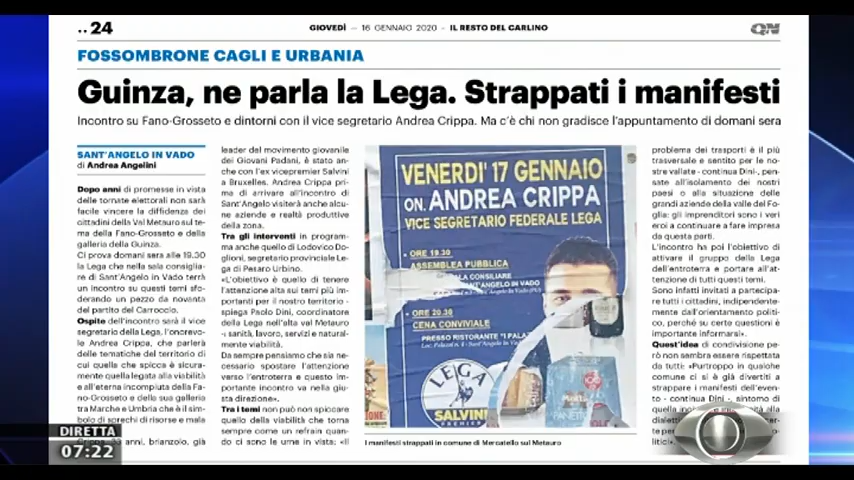 .. 24
GIOVEDÌ — 16 GENNAIO 2020 – IL RESTO DEL CARLINO
QN
FOSSOMBRONE CAGLI E URBANIA
Guinza, ne parla la Lega. Strappati i manifesti
Incontro su Fano-Grosseto e dintorni con il vice segretario Andrea Crippa. Ma c'è chi non gradisce l'appuntamento di domani sera
SANT'ANGELO IN VADO
di Andrea Angelini
Dopo anni di promesse in vista
delle tornate elettorali non sarà
facile vincere la diffidenza dei
cittadini della Val Metauro sul te-
ma della Fano-Grosseto e della
galleria della Guinza.
Ci prova domani sera alle 19.30
la Lega che nella sala consiglia-
re di Sant'Angelo in Vado terrà
un incontro su questi temi sfo-
derando un pezzo da novanta
del partito del Carroccio.
Ospite dell'incontro sarà il vice
segretario della Lega, l'onorevo-
le Andrea Crippa, che parlerà
delle tematiche del territorio di
cui quella che spicca è sicura-
mente quella legata alla viabilità
e all'eterna incompiuta della Fa-
no-Grosseto e della sua galleria
tra Marche e Umbria che è il sim-
bolo di sprechi di risorse e mala
Crippa, anni, brianzolo, già
leader del movimento giovanile
dei Giovani Padani, è stato an-
che con l'ex vicepremier Salvini
a Bruxelles. Andrea Crippa pri-
ma di arrivare all'incontro di
Sant'Angelo visiterà anche alcu-
ne aziende e realtà produttive
della zona.
Tra gli interventi in program-
ma anche quello di Lodovico Do-
glioni, segretario provinciale Le-
ga di Pesaro Urbino.
«L'obiettivo è quello di tenere
l'attenzione alta sui temi più im-
portanti per il nostro territorio -
spiega Paolo Dini, coordinatore
della Lega nell'alta val Metauro
-: sanità, lavoro, servizi e natural-
mente viabilità.
Da sempre pensiamo che sia ne-
cessario spostare l'attenzione
verso l'entroterra e questo im-
portante incontro va nella giu-
sta direzione».
Tra i temi non può non spiccare
quello della viabilità che torna
sempre come un refrain quan-
do ci sono le urne in vista: «Il
VENERDI' 17 GENNAIO
ON. ANDREA CRIPPA
VICE SEGRETARIO FEDERALE LEGA
ORE 19.30
ASSEMBLEA PUBBLICA
CONSILIARE
SANT'ANGELO IN VADO
ORE 20.30
CENA CONVIVIALE
PRESSO RISTORANTE "I PALAZ
LEGA
SALVINI
PREMIER
I manifesti strappati in comune di Mercatello sul Metauro
problema dei trasporti è il più
trasversale e sentito per le no-
stre vallate - continua Dini -, pen-
sate all'isolamento dei nostri
poesi o alla situazione delle
grandi aziende della valle del Fo-
glia: gli imprenditori sono i veri
eroi a continuare a fare impresa
da questa parti.
L'incontro ha poi l'obiettivo di
attivare il gruppo della Lega
dell'entroterra e portare all'at-
tenzione di tutti questi temi.
Sono infatti invitati a partecipa-
re tutti i cittadini, indipendente-
mente dall'orientamento politi-
co, perché su certe questioni è
importante informarsi».
Quest'idea di condivisione pe-
rò non sembra essere rispettata
da tutti: «Purtroppo in qualche
comune ci si è già divertiti a
strappare i manifesti dell'even-
to - continua Dini -, sintomo di
quella
dialet
te
litici
DIRETTA
07:22